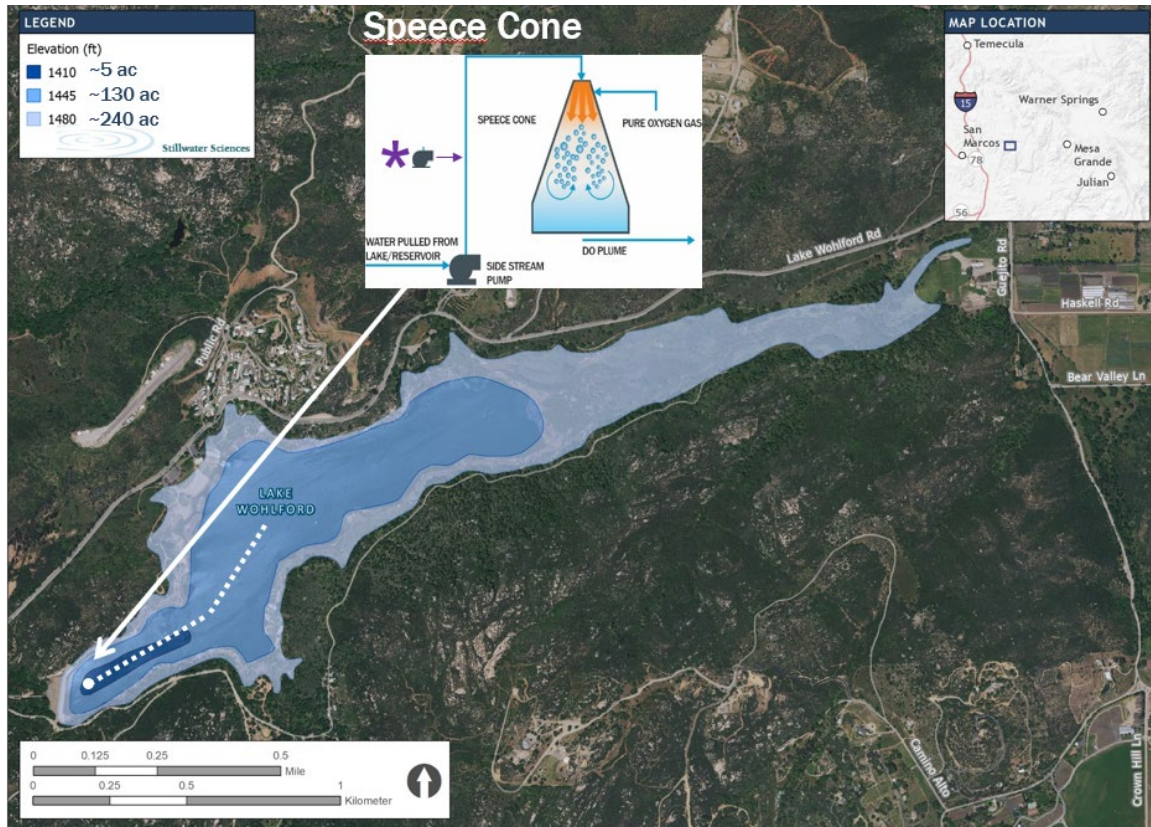 Speece Cone
LEGEND
Elevation (ft)
1410 ~5 ac
1445 ~130 ac
1480 ~240 ac
Stillwater Sciences
SPEECE CONE
PURE OXYGEN GAS
*
WATER PULLED FROM
LAKE/RESERVOIR
SIDE STREAM
PUMP
DO PLUME
MAP LOCATION
Temecula
15
Warner Springs
San
Marcos
78
Mesa
Grande
Julian
56
Lake Wohlford Rd
Guejito Rd
Haskell Rd
Bear Valley Ln
Public Rd
LAKE
WOHLFORD
Camino Alto
Crown Hill Ln
0 0.125 0.25 0.5
Mile
0 0.25 0.5 1
Kilometer